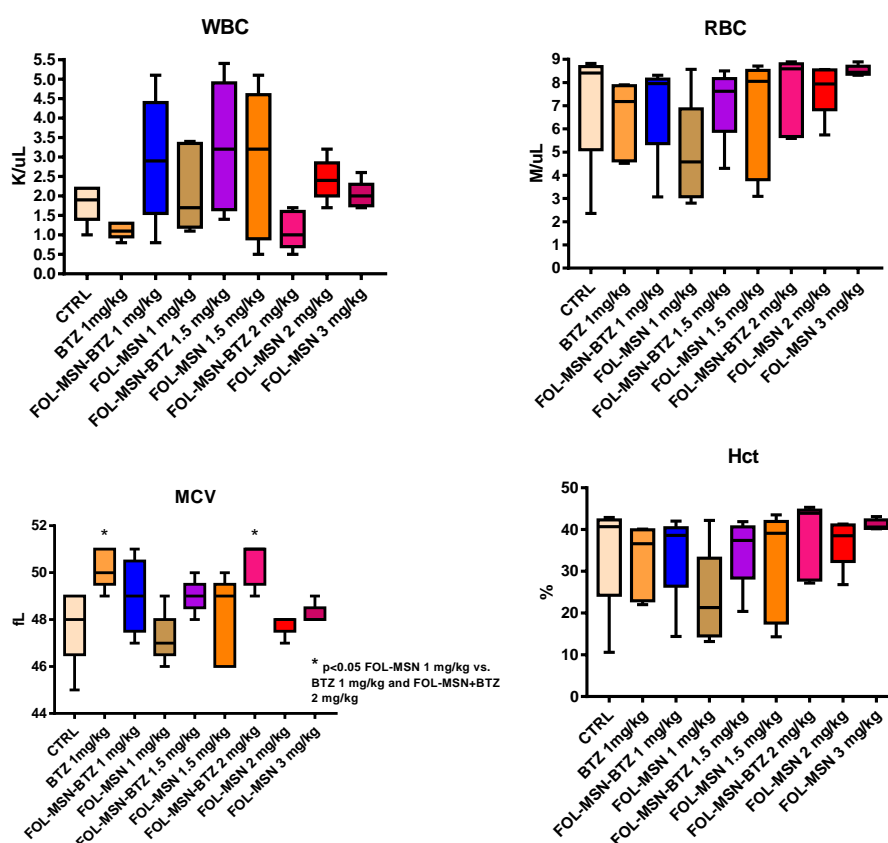 WBC
5.5
5.0
4.5
4.0
3.5
3.0
2.5
2.0
1.5
1.0
0.5
0.0
K/uL
CTRL
BTZ 1mg/kg
FOL-MSN-BTZ 1 mg/kg
FOL-MSN 1 mg/kg
FOL-MSN-BTZ 1.5 mg/kg
FOL-MSN 1.5 mg/kg
FOL-MSN-BTZ 2 mg/kg
FOL-MSN 2 mg/kg
FOL-MSN 3 mg/kg
RBC
9
8
7
6
5
4
3
2
1
0
M/uL
CTRL
BTZ 1mg/kg
FOL-MSN-BTZ 1 mg/kg
FOL-MSN 1 mg/kg
FOL-MSN-BTZ 1.5 mg/kg
FOL-MSN 1.5 mg/kg
FOL-MSN-BTZ 2 mg/kg
FOL-MSN 2 mg/kg
FOL-MSN 3 mg/kg
MCV
52
50
48
46
44
fL
*
*
* p<0.05 FOL-MSN 1 mg/kg vs.
BTZ 1 mg/kg and FOL-MSN+BTZ
2 mg/kg
CTRL
BTZ 1mg/kg
FOL-MSN-BTZ 1 mg/kg
FOL-MSN 1 mg/kg
FOL-MSN-BTZ 1.5 mg/kg
FOL-MSN 1.5 mg/kg
FOL-MSN-BTZ 2 mg/kg
FOL-MSN 2 mg/kg
FOL-MSN 3 mg/kg
Hct
50
40
30
20
10
0
%
CTRL
BTZ 1mg/kg
FOL-MSN-BTZ 1 mg/kg
FOL-MSN 1 mg/kg
FOL-MSN-BTZ 1.5 mg/kg
FOL-MSN 1.5 mg/kg
FOL-MSN-BTZ 2 mg/kg
FOL-MSN 2 mg/kg
FOL-MSN 3 mg/kg